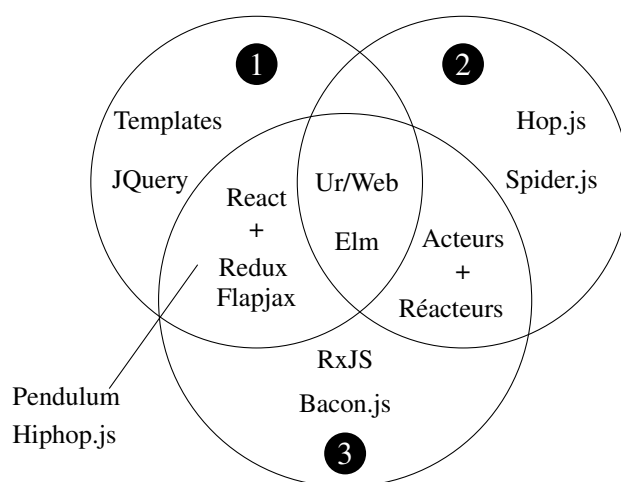 1
2
Templates
Hop.js
JQuery
Spider.js
React
+
Redux
Flapjax
Ur/Web
Elm
Acteurs
+
Réacteurs
RxJS
Bacon.js
Pendulum
Hiphop.js
3